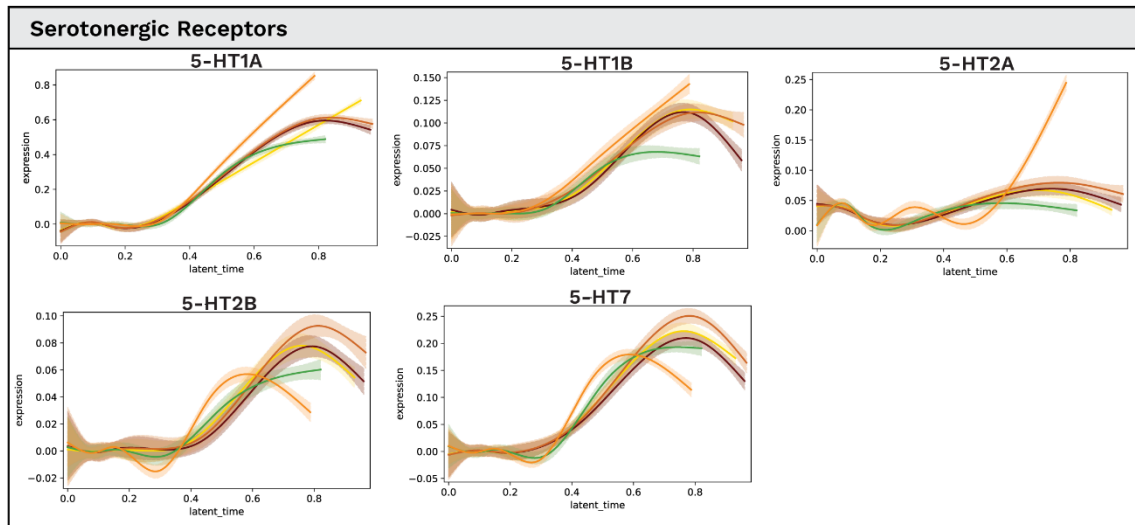 Serotonergic Receptors
5-HT1A
0.8
0.6
0.4
0.2
0.0
expression
0.0 0.2 0.4 0.6 0.8
latent_time
5-HT1B
0.150
0.125
0.100
0.075
0.050
0.025
0.000
−0.025
expression
0.0 0.2 0.4 0.6 0.8
latent_time
5-HT2A
0.25
0.20
0.15
0.10
0.05
0.00
expression
0.0 0.2 0.4 0.6 0.8
latent_time
5-HT2B
0.10
0.08
0.06
0.04
0.02
0.00
−0.02
expression
0.0 0.2 0.4 0.6 0.8
latent_time
5-HT7
0.25
0.20
0.15
0.10
0.05
0.00
−0.05
expression
0.0 0.2 0.4 0.6 0.8
latent_time